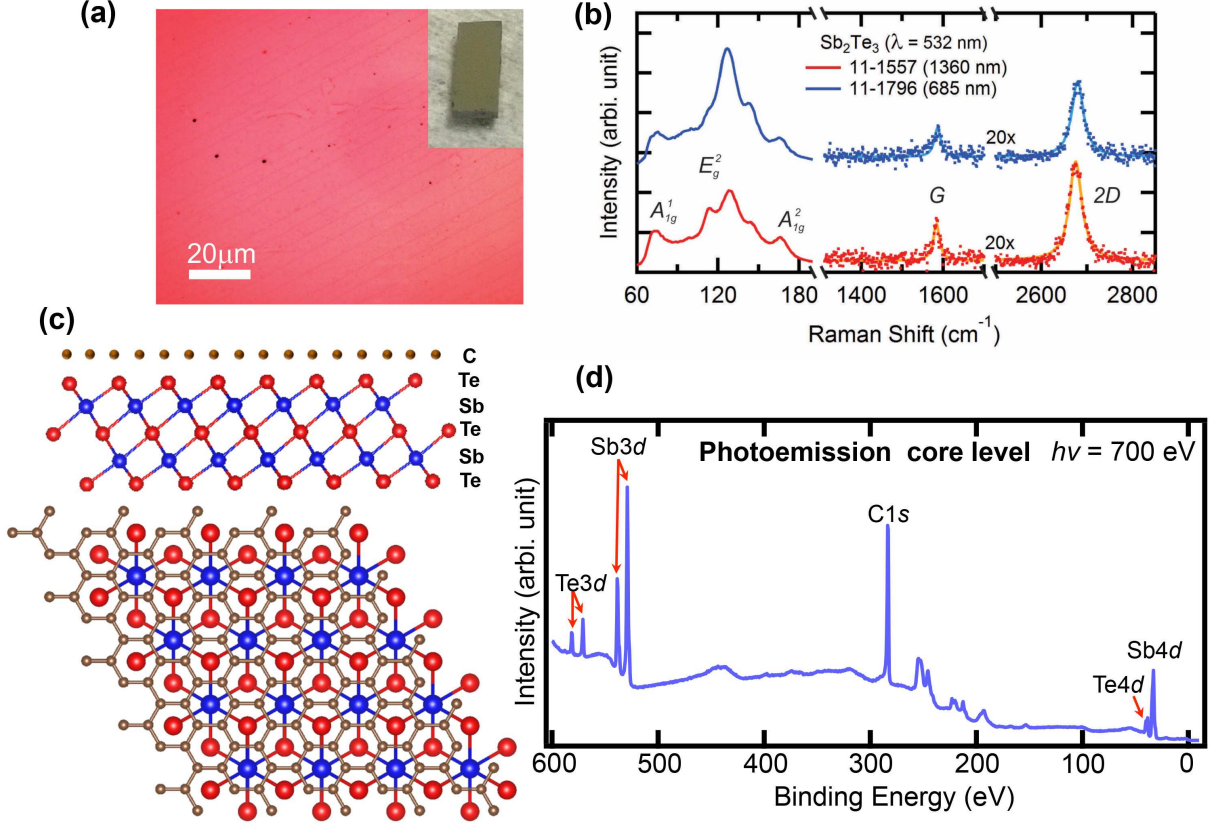 (a)
20μm
(b)
Intensity (arbi. unit)
Sb₂Te₃ (λ = 532 nm)
11-1557 (1360 nm)
11-1796 (685 nm)
20x
E²g
G
2D
A¹1g
A²1g
20x
60 120 180 1400 1600 2600 2800
Raman Shift (cm⁻¹)
(c)
C
Te
Sb
Te
Sb
Te
(d)
Intensity (arbi. unit)
Photoemission core level hν = 700 eV
Sb3d
C1s
Te3d
Sb4d
Te4d
600 500 400 300 200 100 0
Binding Energy (eV)